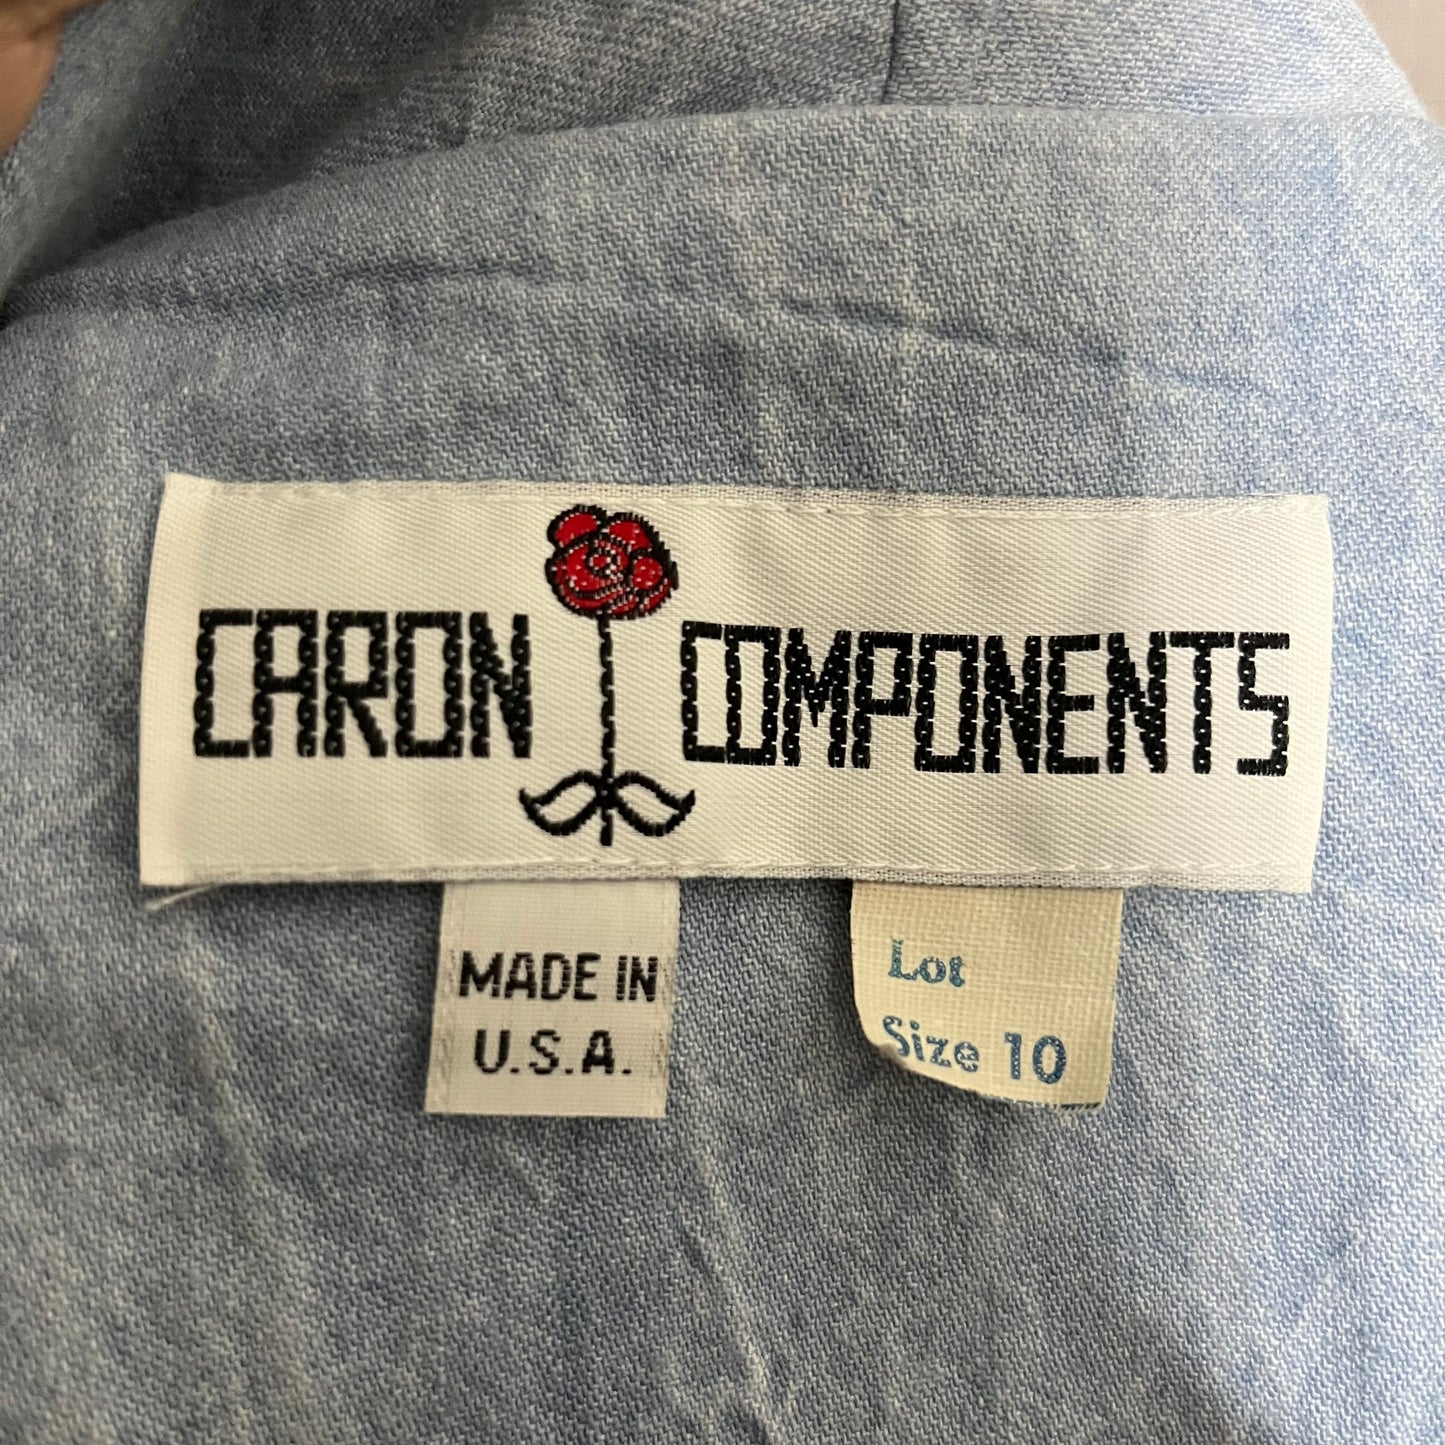 CARON COMPONENTS
MADE IN
U.S.A.
Lot
Size 10